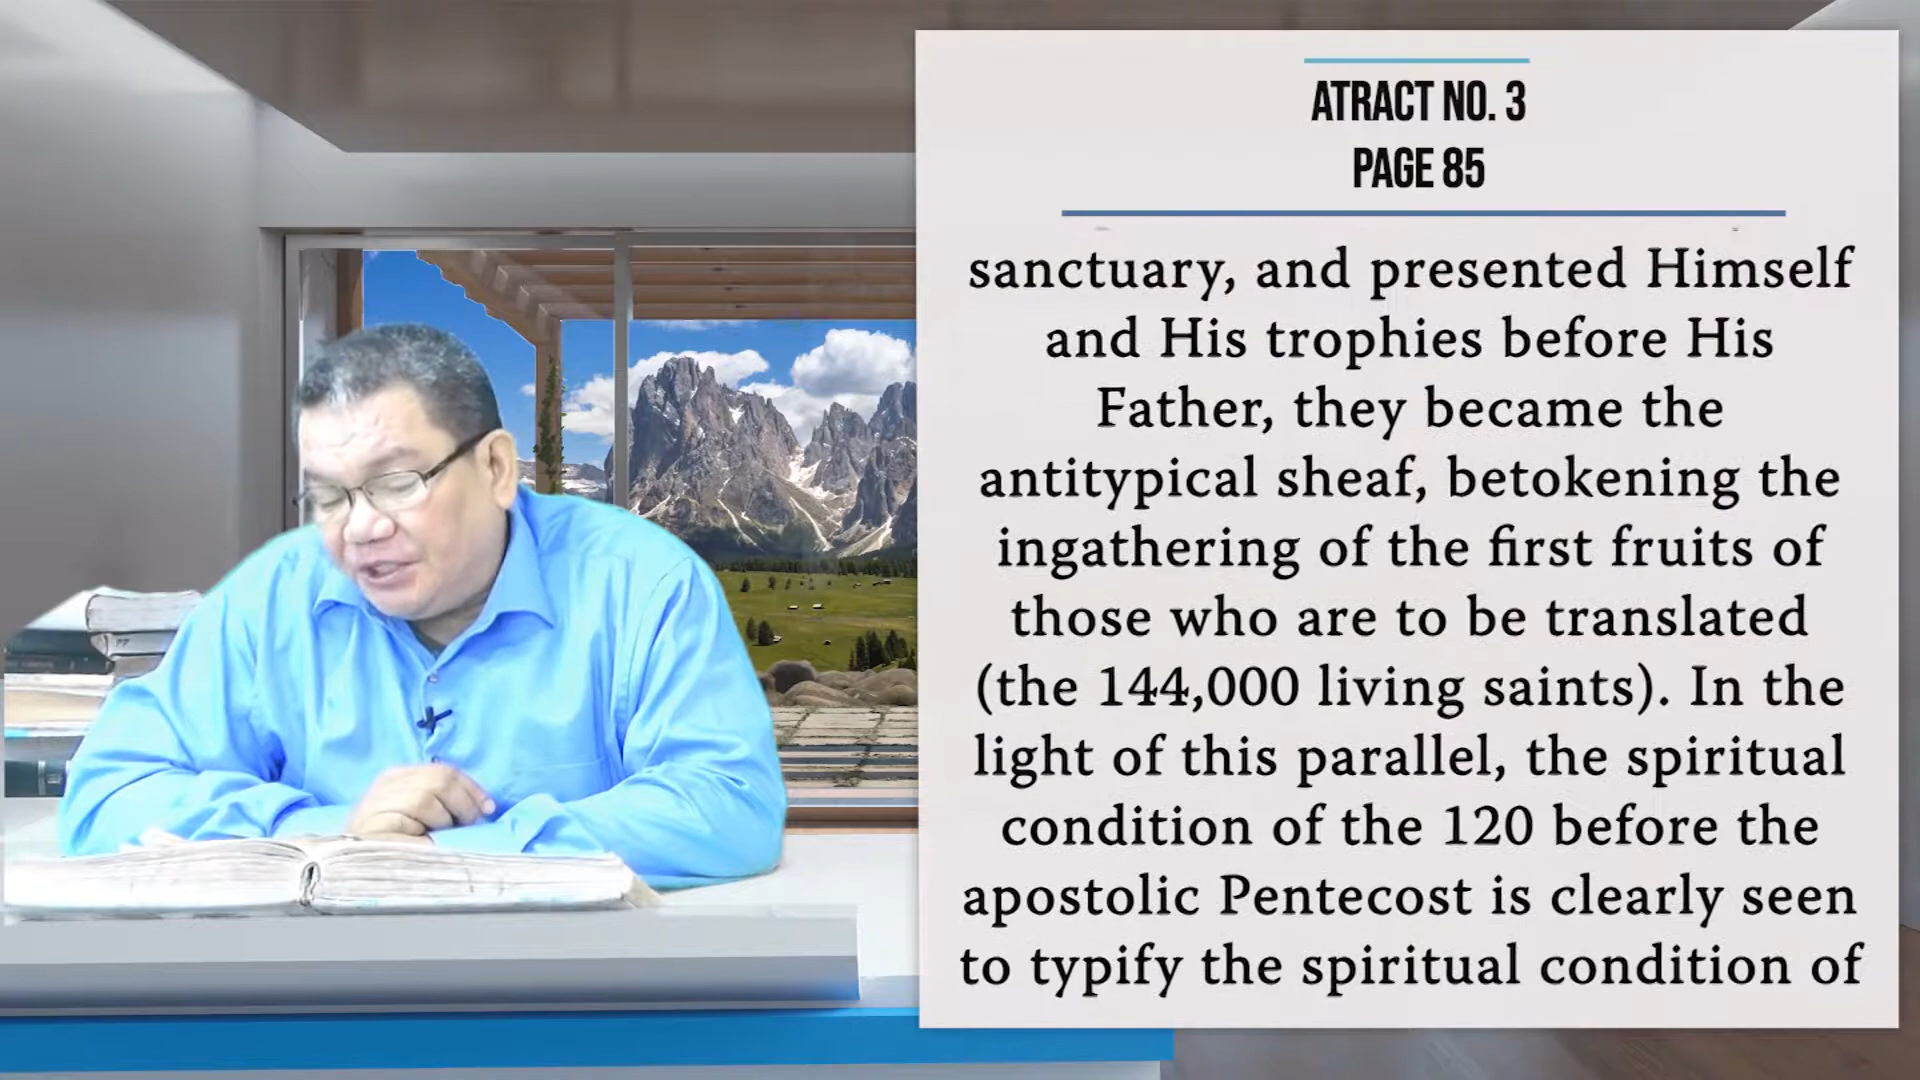 ATRACT NO. 3
PAGE 85
sanctuary, and presented Himself
and His trophies before His
Father, they became the
antitypical sheaf, betokening the
ingathering of the first fruits of
those who are to be translated
(the 144,000 living saints). In the
light of this parallel, the spiritual
condition of the 120 before the
apostolic Pentecost is clearly seen
to typify the spiritual condition of